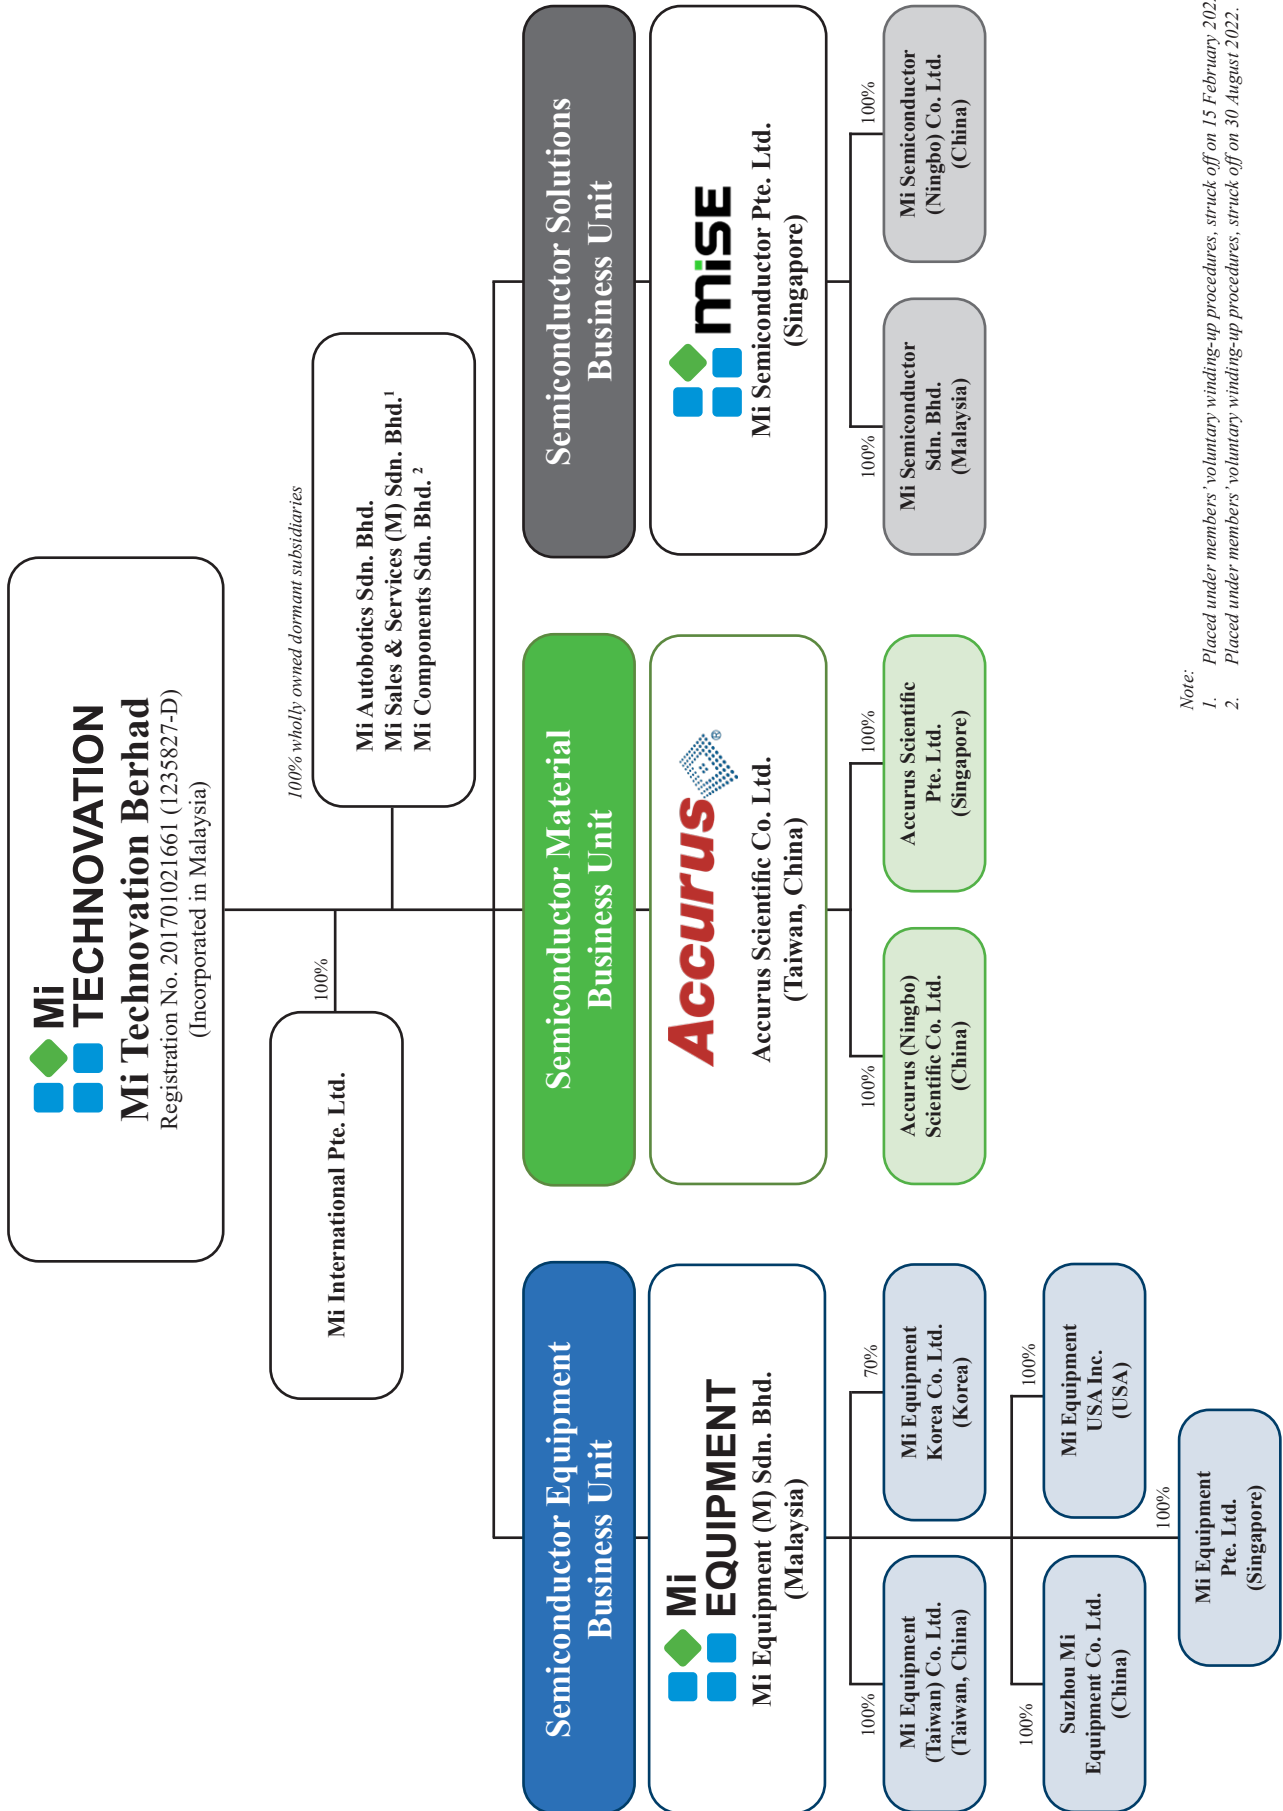 Mi
TECHNOVATION
Mi Technovation Berhad
Registration No. 201701021661 (1235827-D)
(Incorporated in Malaysia)
Mi International Pte. Ltd.
100%
100% wholly owned dormant subsidiaries
Mi Autobotics Sdn. Bhd.
Mi Sales & Services (M) Sdn. Bhd.¹
Mi Components Sdn. Bhd. ²
Semiconductor Equipment
Business Unit
Mi
EQUIPMENT
Mi Equipment (M) Sdn. Bhd.
(Malaysia)
100%
Mi Equipment
(Taiwan) Co. Ltd.
(Taiwan, China)
70%
Mi Equipment
Korea Co. Ltd.
(Korea)
100%
Suzhou Mi
Equipment Co. Ltd.
(China)
100%
Mi Equipment
USA Inc.
(USA)
100%
Mi Equipment
Pte. Ltd.
(Singapore)
Semiconductor Material
Business Unit
Accurus®
Accurus Scientific Co. Ltd.
(Taiwan, China)
100%
Accurus (Ningbo)
Scientific Co. Ltd.
(China)
100%
Accurus Scientific
Pte. Ltd.
(Singapore)
Semiconductor Solutions
Business Unit
miSE
Mi Semiconductor Pte. Ltd.
(Singapore)
100%
Mi Semiconductor
Sdn. Bhd.
(Malaysia)
100%
Mi Semiconductor
(Ningbo) Co. Ltd.
(China)
Note:
1. Placed under members' voluntary winding-up procedures, struck off on 15 February
2. Placed under members' voluntary winding-up procedures, struck off on 30 August 2022.